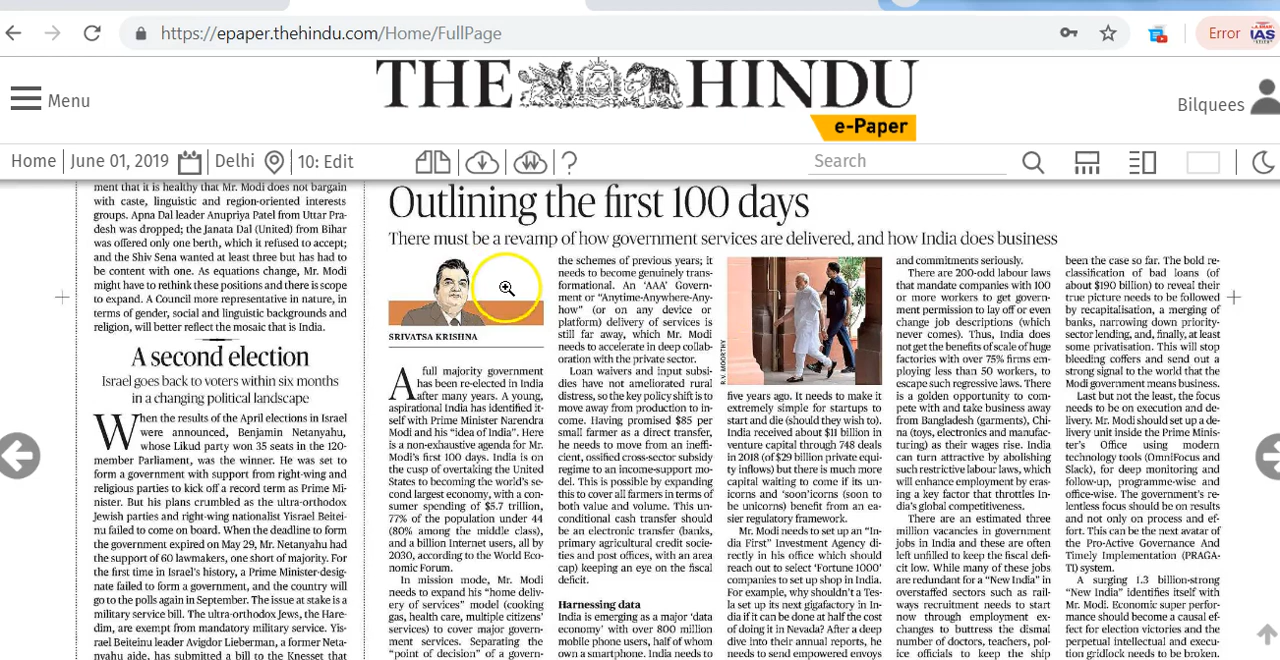 https://epaper.thehindu.com/Home/FullPage
Error
IAS
THE HINDU
e-Paper
Menu
Bilquees
Home
June 01, 2019
Delhi
10: Edit
?
Search
ment that it is healthy that Mr. Modi does not bargain
with caste, linguistic and region-oriented interests
groups. Apna Dal leader Anupriya Patel from Uttar Pra-
desh was dropped; the Janata Dal (United) from Bihar
was offered only one berth, which it refused to accept;
and the Shiv Sena wanted at least three but has had to
be content with one. As equations change, Mr. Modi
might have to rethink these positions and there is scope
to expand. A Council more representative in nature, in
terms of gender, social and linguistic backgrounds and
religion, will better reflect the mosaic that is India.
A second election
Israel goes back to voters within six months
in a changing political landscape
When the results of the April elections in Israel
were announced, Benjamin Netanyahu,
whose Likud party won 35 seats in the 120-
member Parliament, was the winner. He was set to
form a government with support from right-wing and
religious parties to kick off a record term as Prime Mi-
nister. But his plans crumbled as the ultra-orthodox
Jewish parties and right-wing nationalist Yisrael Beitei-
nu failed to come on board. When the deadline to form
the government expired on May 29, Mr. Netanyahu had
the support of 60 lawmakers, one short of majority. For
the first time in Israel's history, a Prime Minister-desig-
nate failed to form a government, and the country will
go to the polls again in September. The issue at stake is a
military service bill. The ultra-orthodox Jews, the Hare-
dim, are exempt from mandatory military service. Yis-
rael Beiteinu leader Avigdor Lieberman, a former Neta-
nyahu aide, has submitted a bill to the Knesset that
Outlining the first 100 days
There must be a revamp of how government services are delivered, and how India does business
SRIVATSA KRISHNA
A full majority government
has been re-elected in India
after many years. A young,
aspirational India has identified it-
self with Prime Minister Narendra
Modi and his “idea of India”. Here
is a non-exhaustive agenda for Mr.
Modi's first 100 days. India is on
the cusp of overtaking the United
States to becoming the world's se-
cond largest economy, with a con-
sumer spending of $5.7 trillion,
77% of the population under 44
(80% among the middle class),
and a billion Internet users, all by
2030, according to the World Eco-
nomic Forum.
In mission mode, Mr. Modi
needs to expand his “home deliv-
ery of services” model (cooking
gas, health care, multiple citizens'
services) to cover major govern-
ment services. Separating the
“point of decision” of a govern-
the schemes of previous years; it
needs to become genuinely trans-
formational. An ‘AAA’ Govern-
ment or “Anytime-Anywhere-Any-
how” (or on any device or
platform) delivery of services is
still far away, which Mr. Modi
needs to accelerate in deep collab-
oration with the private sector.
Loan waivers and input subsi-
dies have not ameliorated rural
distress, so the key policy shift is to
move away from production to in-
come. Having promised $85 per
small farmer as a direct transfer,
he needs to move from an ineffi-
cient, ossified cross-sector subsidy
regime to an income-support mo-
del. This is possible by expanding
this to cover all farmers in terms of
both value and volume. This un-
conditional cash transfer should
be an electronic transfer (banks,
primary agricultural credit socie-
ties and post offices, with an area
cap) keeping an eye on the fiscal
deficit.
Harnessing data
India is emerging as a major ‘data
economy’ with over 800 million
mobile phone users, half of whom
own a smartphone. India needs to
R.V. MOORTHY
five years ago. It needs to make it
extremely simple for startups to
start and die (should they wish to).
India received about $11 billion in
venture capital through 748 deals
in 2018 (of $29 billion private equi-
ty inflows) but there is much more
capital waiting to come if its un-
icorns and ‘soon’icorns (soon to
be unicorns) benefit from an ea-
sier regulatory framework.
Mr. Modi needs to set up an “In-
dia First” Investment Agency di-
rectly in his office which should
reach out to select ‘Fortune 1000’
companies to set up shop in India.
For example, why shouldn't a Tes-
la set up its next gigafactory in In-
dia if it can be done at half the cost
of doing it in Nevada? After a deep
dive into their annual reports, he
needs to send empowered envoys
and commitments seriously.
There are 200-odd labour laws
that mandate companies with 100
or more workers to get govern-
ment permission to lay off or even
change job descriptions (which
never comes). Thus, India does
not get the benefits of scale of huge
factories with over 75% firms em-
ploying less than 50 workers, to
escape such regressive laws. There
is a golden opportunity to com-
pete with and take business away
from Bangladesh (garments), Chi-
na (toys, electronics and manufac-
turing) as their wages rise. India
can turn attractive by abolishing
such restrictive labour laws, which
will enhance employment by eras-
ing a key factor that throttles In-
dia's global competitiveness.
There are an estimated three
million vacancies in government
jobs in India and these are often
left unfilled to keep the fiscal defi-
cit low. While many of these jobs
are redundant for a “New India” in
overstaffed sectors such as rail-
ways recruitment needs to start
now through employment ex-
changes to buttress the dismal
number of doctors, teachers, pol-
ice officials to keep the ship
been the case so far. The bold re-
classification of bad loans (of
about $190 billion) to reveal their
true picture needs to be followed
by recapitalisation, a merging of
banks, narrowing down priority-
sector lending, and, finally, at least
some privatisation. This will stop
bleeding coffers and send out a
strong signal to the world that the
Modi government means business.
Last but not the least, the focus
needs to be on execution and de-
livery. Mr. Modi should set up a de-
livery unit inside the Prime Minis-
ter's Office using modern
technology tools (OmniFocus and
Slack), for deep monitoring and
follow-up, programme-wise and
office-wise. The government's re-
lentless focus should be on results
and not only on process and ef-
fort. This can be the next avatar of
the Pro-Active Governance And
Timely Implementation (PRAGA-
TI) system.
A surging 1.3 billion-strong
“New India” identifies itself with
Mr. Modi. Economic super perfor-
mance should become a causal ef-
fect for election victories and the
perpetual intellectual and execu-
tion gridlock needs to be broken.